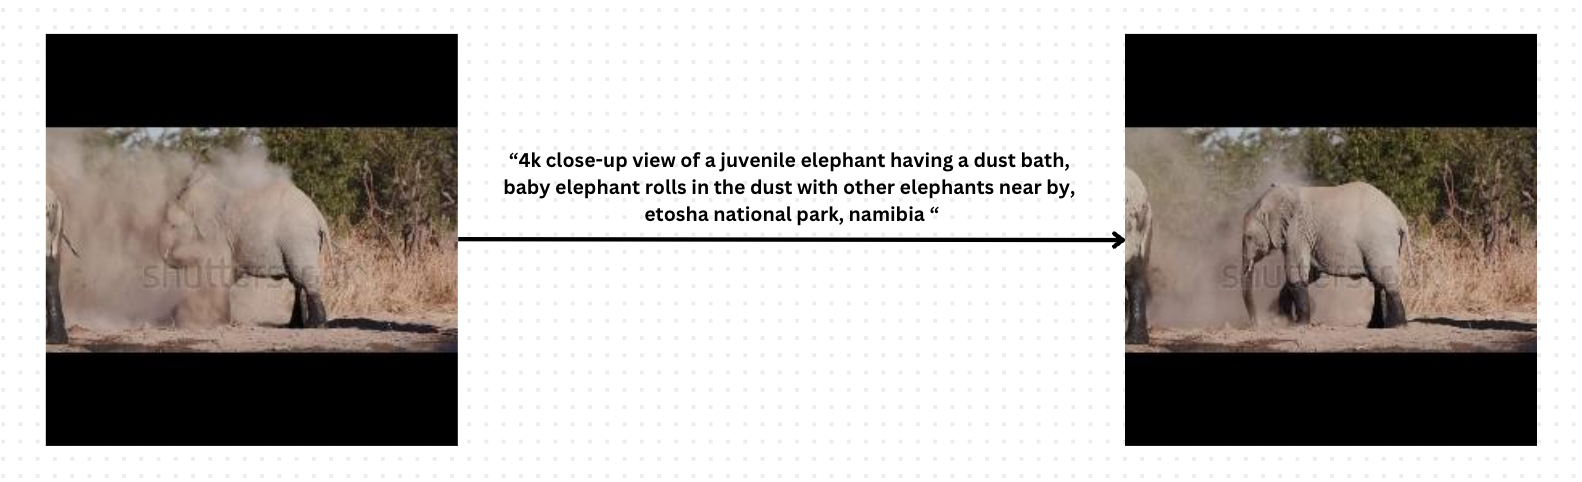 “4k close-up view of a juvenile elephant having a dust bath,
baby elephant rolls in the dust with other elephants near by,
etosha national park, namibia “
shutterstock
shutterstock